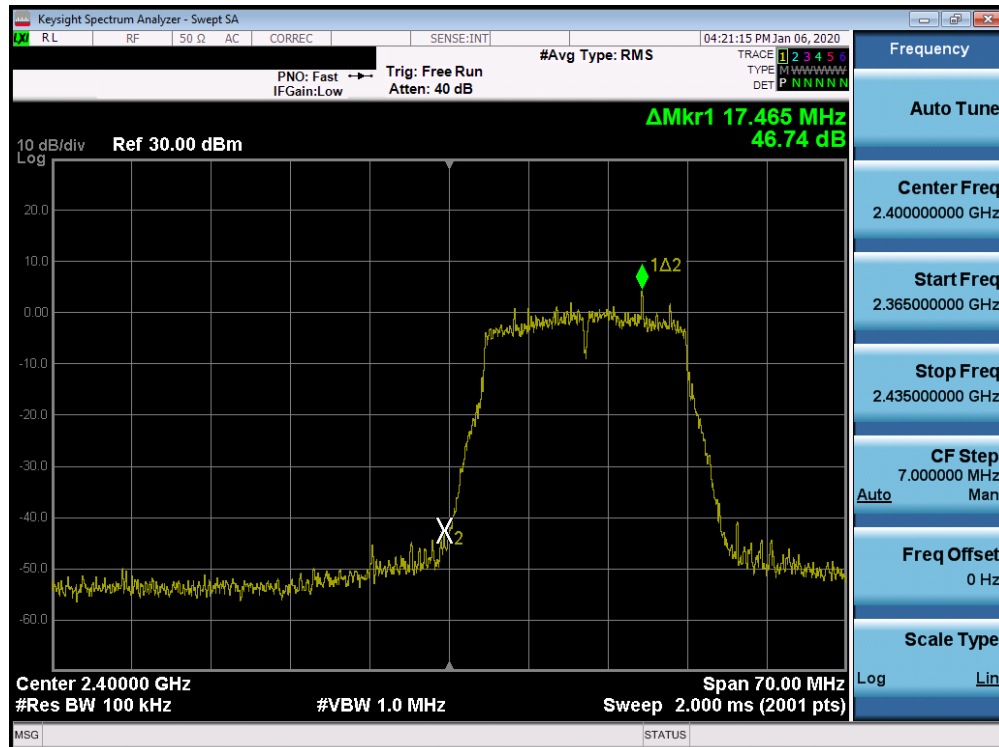 Keysight Spectrum Analyzer - Swept SA
LXI RL RF 50 Ω AC CORREC SENSE:INT 04:21:15 PM Jan 06, 2020
PNO: Fast
IFGain:Low
Trig: Free Run
Atten: 40 dB
#Avg Type: RMS
TRACE 1 2 3 4 5 6
TYPE M W W W W W
DET P N N N N N
ΔMkr1 17.465 MHz
46.74 dB
10 dB/div
Log
Ref 30.00 dBm
20.0
10.0
0.00
-10.0
-20.0
-30.0
-40.0
-50.0
-60.0
1Δ2
2
Center 2.40000 GHz
Span 70.00 MHz
#Res BW 100 kHz
#VBW 1.0 MHz
Sweep 2.000 ms (2001 pts)
MSG
STATUS
Frequency
Auto Tune
Center Freq
2.400000000 GHz
Start Freq
2.365000000 GHz
Stop Freq
2.435000000 GHz
CF Step
7.000000 MHz
Auto Man
Freq Offset
0 Hz
Scale Type
Log Lin